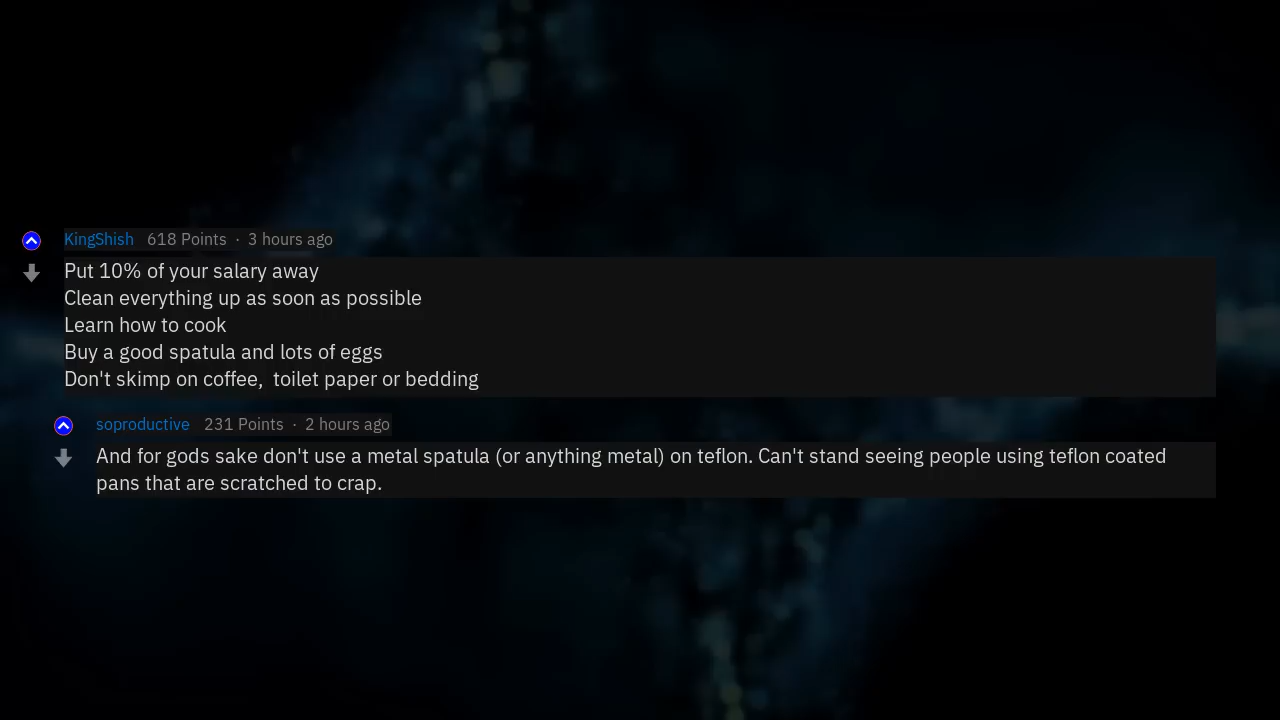 KingShish 618 Points · 3 hours ago
Put 10% of your salary away
Clean everything up as soon as possible
Learn how to cook
Buy a good spatula and lots of eggs
Don't skimp on coffee,  toilet paper or bedding
soproductive 231 Points · 2 hours ago
And for gods sake don't use a metal spatula (or anything metal) on teflon. Can't stand seeing people using teflon coated
pans that are scratched to crap.